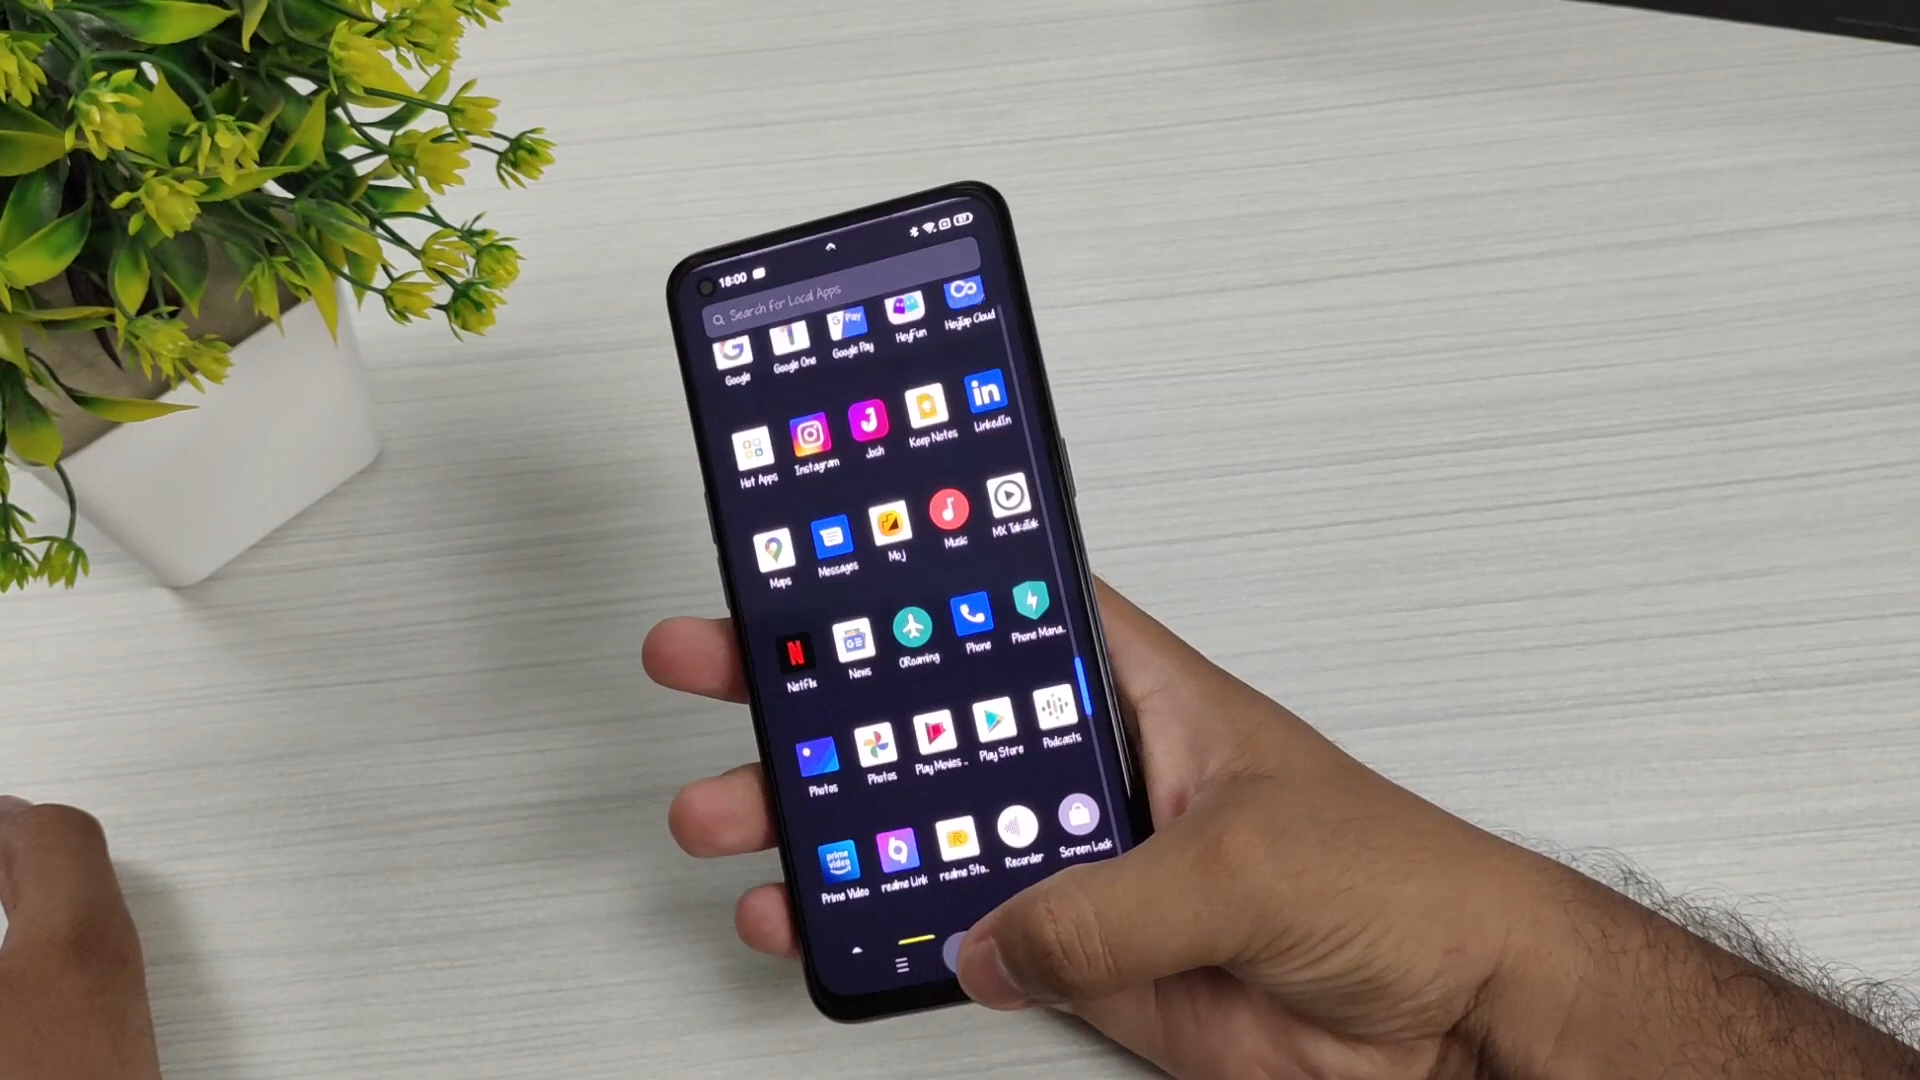 18:00
57
Search for Local Apps
Google Google One Google Pay HeyFun HeyTap Cloud
Hot Apps Instagram Josh Keep Notes LinkedIn
Maps Messages Moj Music MX TakaTak
Netflix News ORoaming Phone Phone Mana..
Photos Photos Play Movies .. Play Store Podcasts
prime video
Prime Video realme Link realme Sto.. Recorder Screen Lock